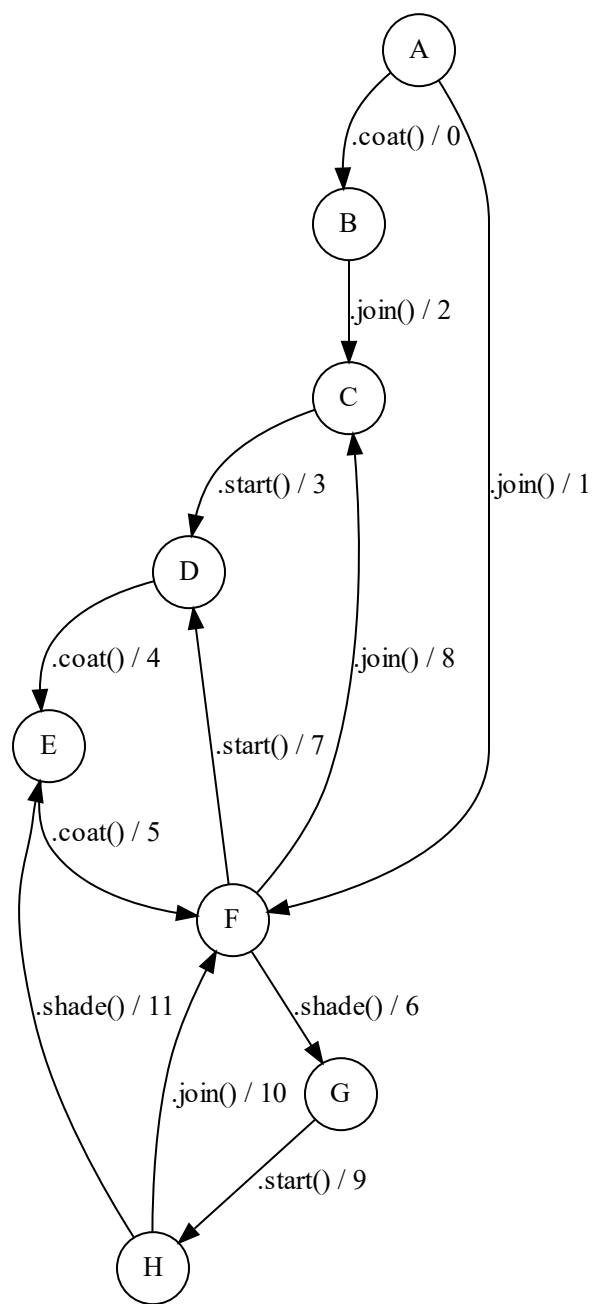 A
.coat() / 0
B
.join() / 2
C
.start() / 3
.join() / 1
D
.coat() / 4
.join() / 8
E
.start() / 7
.coat() / 5
F
.shade() / 11
.shade() / 6
.join() / 10
G
.start() / 9
H